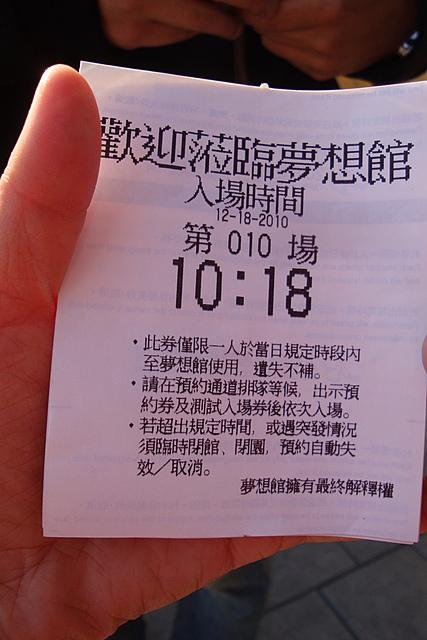 歡迎蒞臨夢想館
入場時間
12-18-2010
第 010 場
10:18
・此券僅限一人於當日規定時段內
至夢想館使用，遺失不補。
・請在預約通道排隊等候，出示預
約券及測試入場券後依次入場。
・若超出規定時間，或遇突發情況
須臨時閉館、閉園，預約自動失
效／取消。
夢想館擁有最終解釋權